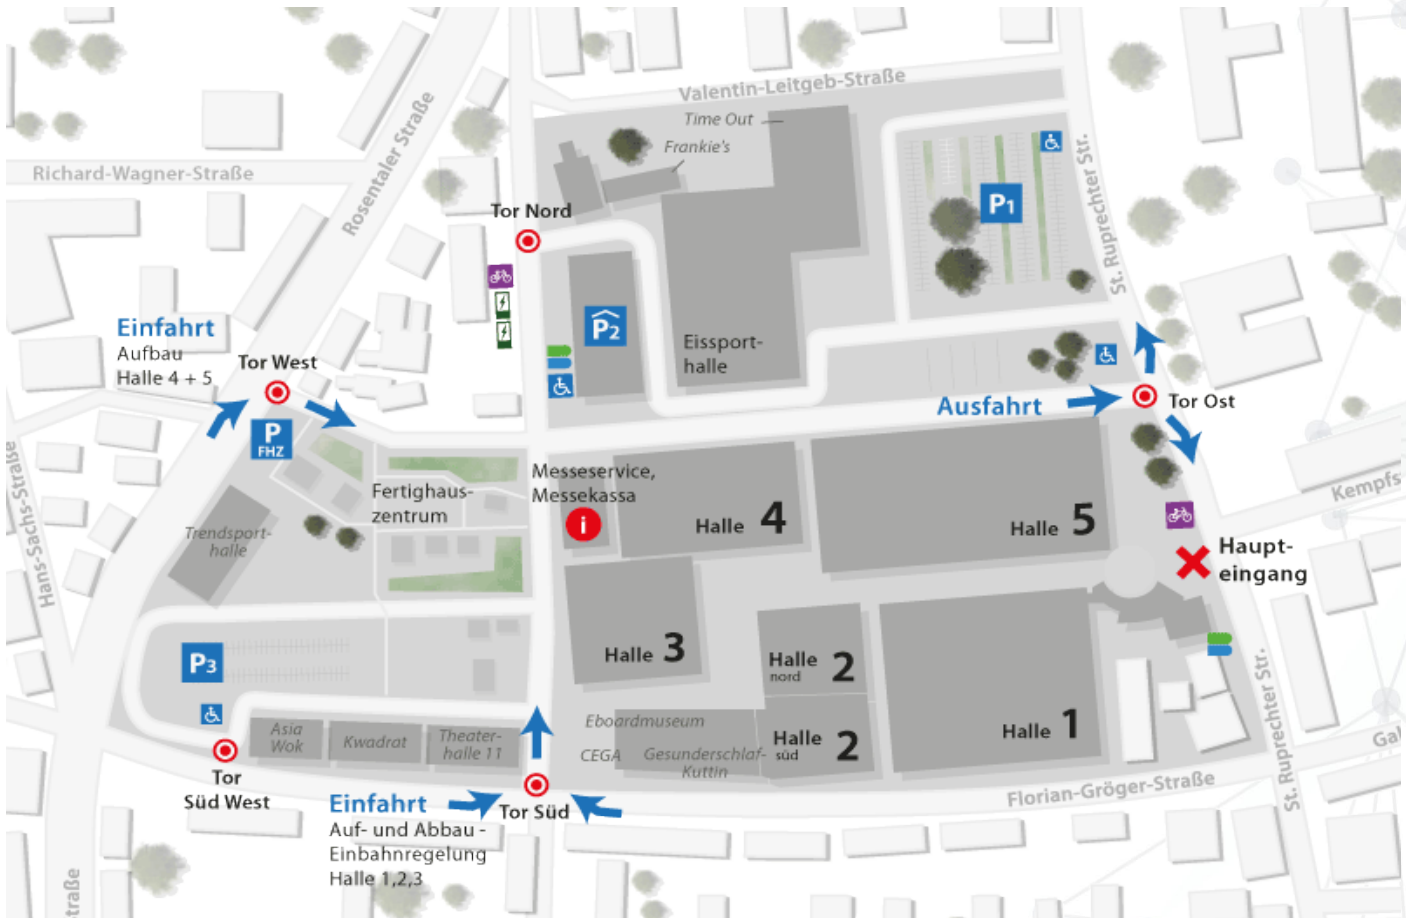 Valentin-Leitgeb-Straße
Time Out
Frankie's
Richard-Wagner-Straße
Rosentaler Straße
St. Ruprechter Str.
P1
Tor Nord
P2
Einfahrt
Aufbau
Halle 4 + 5
Tor West
Eissport-
halle
P
FHZ
Ausfahrt
Tor Ost
Hans-Sachs-Straße
Fertighaus-
zentrum
Messeservice,
Messekassa
i
Halle 4
Halle 5
Kempfs
Trendsport-
halle
Haupt-
eingang
P3
Halle 3
Halle
nord
2
Halle 1
Asia
Wok
Kwadrat
Theater-
halle 11
Eboardmuseum
CEGA
Gesunderschlaf-
Kuttin
Halle
süd
2
St. Ruprechter Str.
Gal
Tor
Süd West
Einfahrt
Auf- und Abbau -
Einbahnregelung
Halle 1,2,3
Tor Süd
Florian-Gröger-Straße
traße